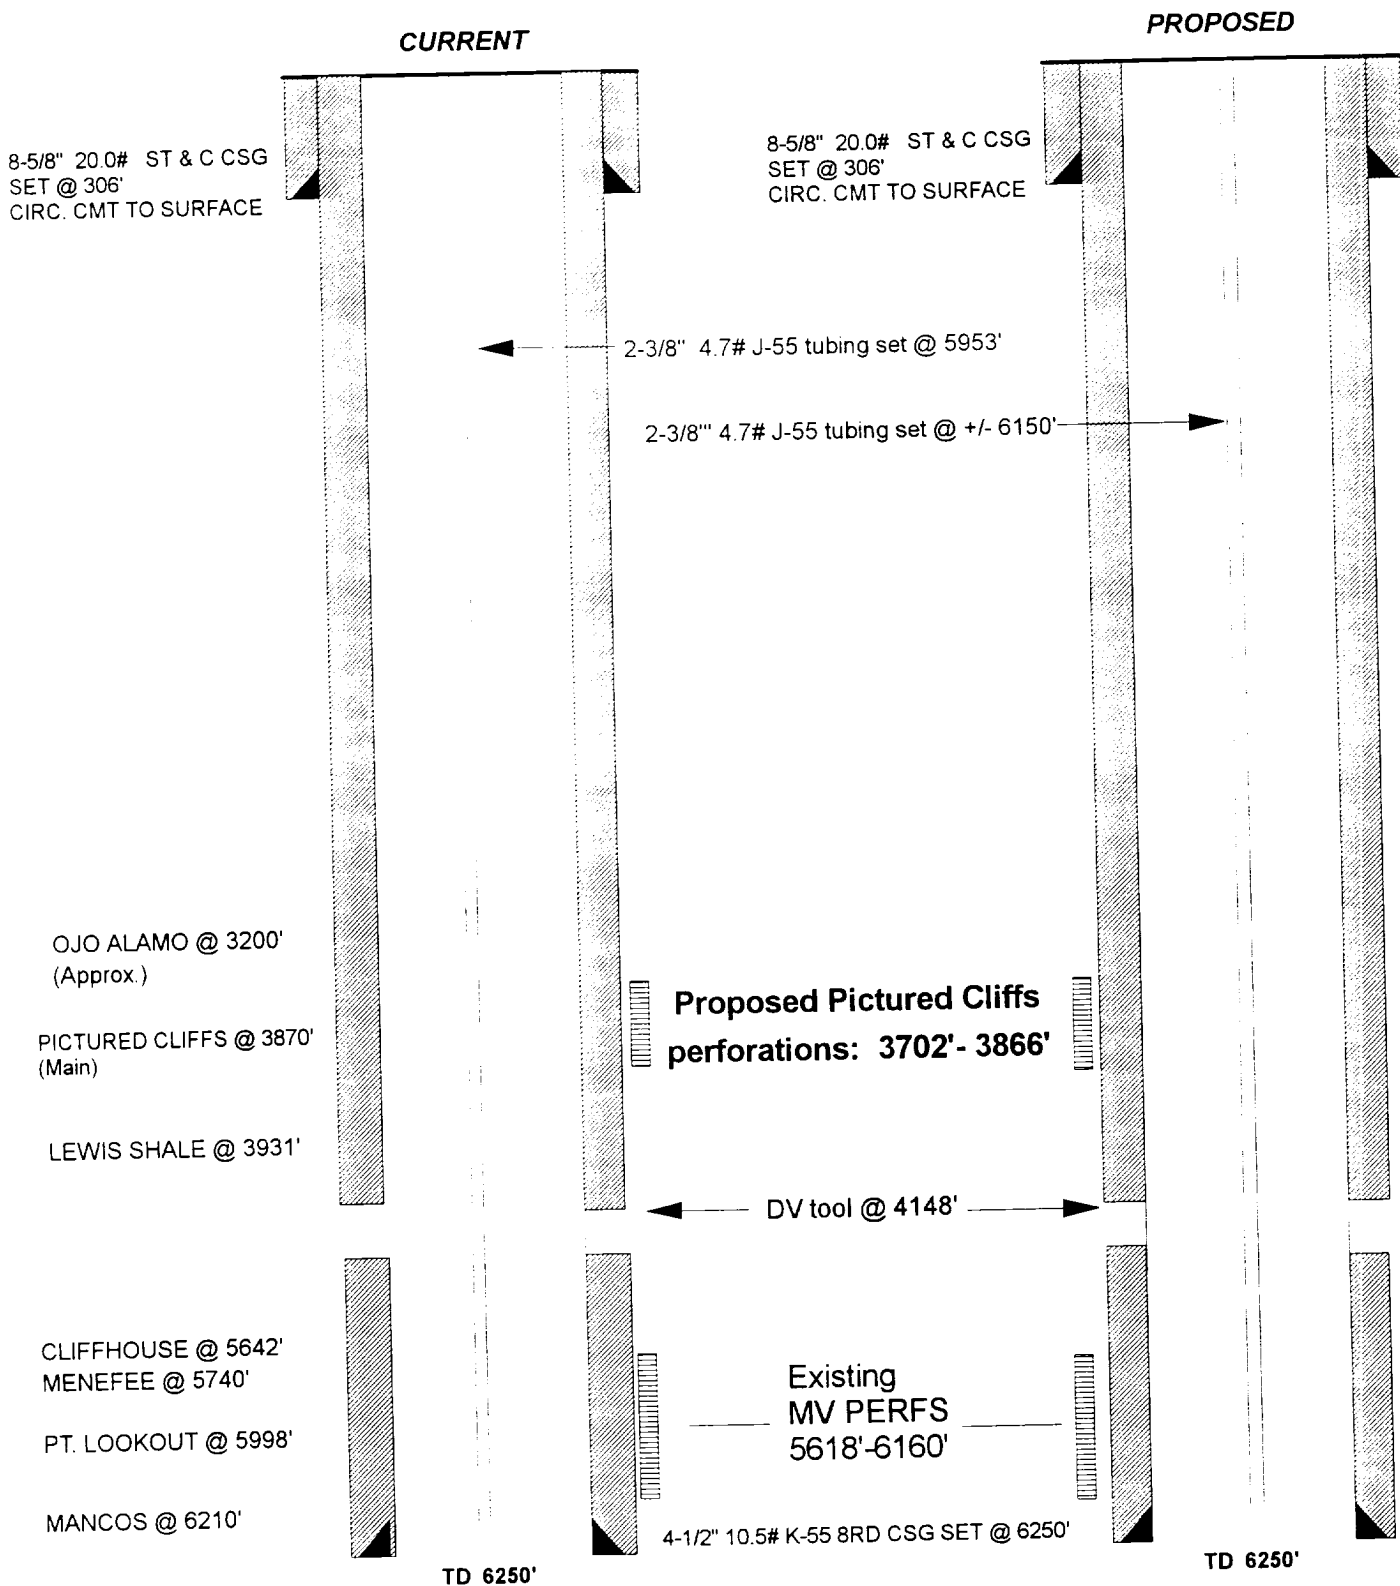 CURRENT
PROPOSED
8-5/8" 20.0# ST & C CSG
SET @ 306'
CIRC. CMT TO SURFACE
8-5/8" 20.0# ST & C CSG
SET @ 306'
CIRC. CMT TO SURFACE
2-3/8" 4.7# J-55 tubing set @ 5953'
2-3/8'" 4.7# J-55 tubing set @ +/- 6150'
OJO ALAMO @ 3200'
(Approx.)
Proposed Pictured Cliffs
perforations: 3702'- 3866'
PICTURED CLIFFS @ 3870'
(Main)
LEWIS SHALE @ 3931'
DV tool @ 4148'
CLIFFHOUSE @ 5642'
MENEFEE @ 5740'
Existing
MV PERFS
5618'-6160'
PT. LOOKOUT @ 5998'
MANCOS @ 6210'
4-1/2" 10.5# K-55 8RD CSG SET @ 6250'
TD 6250'
TD 6250'